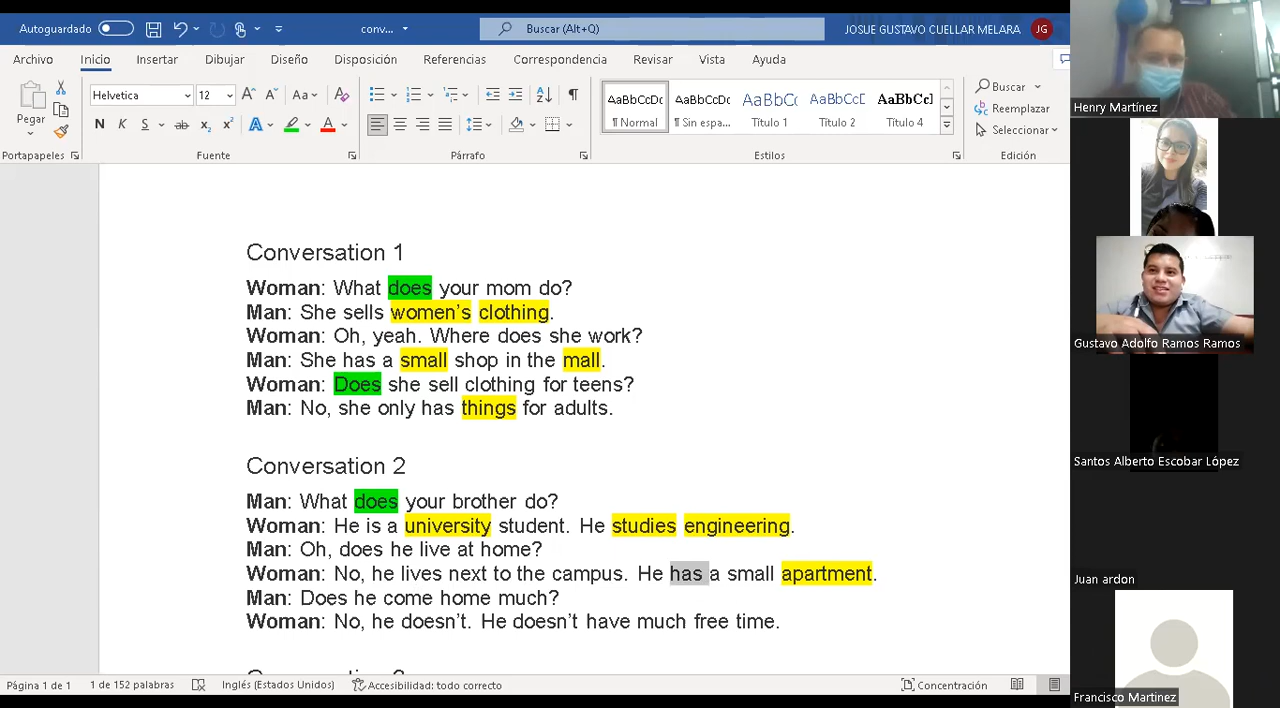 Autoguardado
conv...
Buscar (Alt+Q)
JOSUE GUSTAVO CUELLAR MELARA
JG
Archivo Inicio Insertar Dibujar Diseño Disposición Referencias Correspondencia Revisar Vista Ayuda
Pegar
Portapapeles
Helvetica 12
N K S ab x₂ x²
Fuente
Párrafo
AaBbCcDc AaBbCcDc AaBbCc AaBbCcD AaBbCc
¶ Normal ¶ Sin espa... Título 1 Título 2 Título 4
Estilos
Buscar
Reemplazar
Seleccionar
Edición
Conversation 1
Woman: What does your mom do?
Man: She sells women's clothing.
Woman: Oh, yeah. Where does she work?
Man: She has a small shop in the mall.
Woman: Does she sell clothing for teens?
Man: No, she only has things for adults.
Conversation 2
Man: What does your brother do?
Woman: He is a university student. He studies engineering.
Man: Oh, does he live at home?
Woman: No, he lives next to the campus. He has a small apartment.
Man: Does he come home much?
Woman: No, he doesn't. He doesn't have much free time.
Página 1 de 1 1 de 152 palabras Inglés (Estados Unidos) Accesibilidad: todo correcto Concentración
Henry Martínez
Gustavo Adolfo Ramos Ramos
Santos Alberto Escobar López
Juan ardon
Francisco Martinez